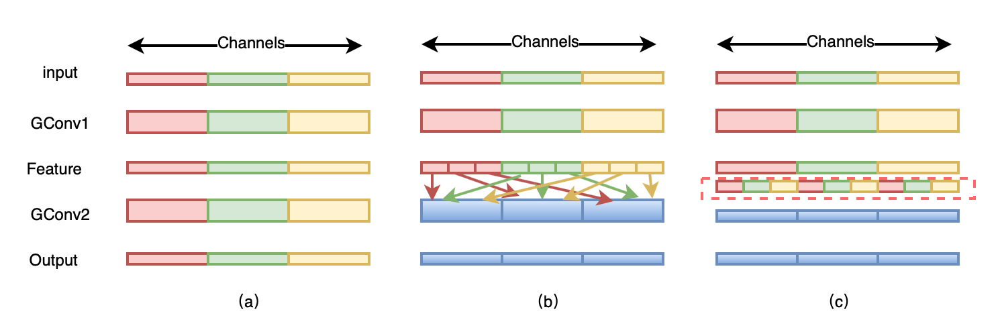 Channels Channels Channels
input
GConv1
Feature
GConv2
Output
(a) (b) (c)